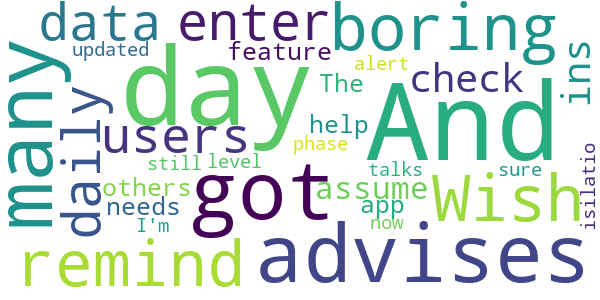 data
enter
boring
updated
feature
alert
many
day
And
The
check
ins
daily
users
help
phase
still
level
talks
sure
isilatio
others
got
assume
Wish
needs
app
I'm
now
remind
advises